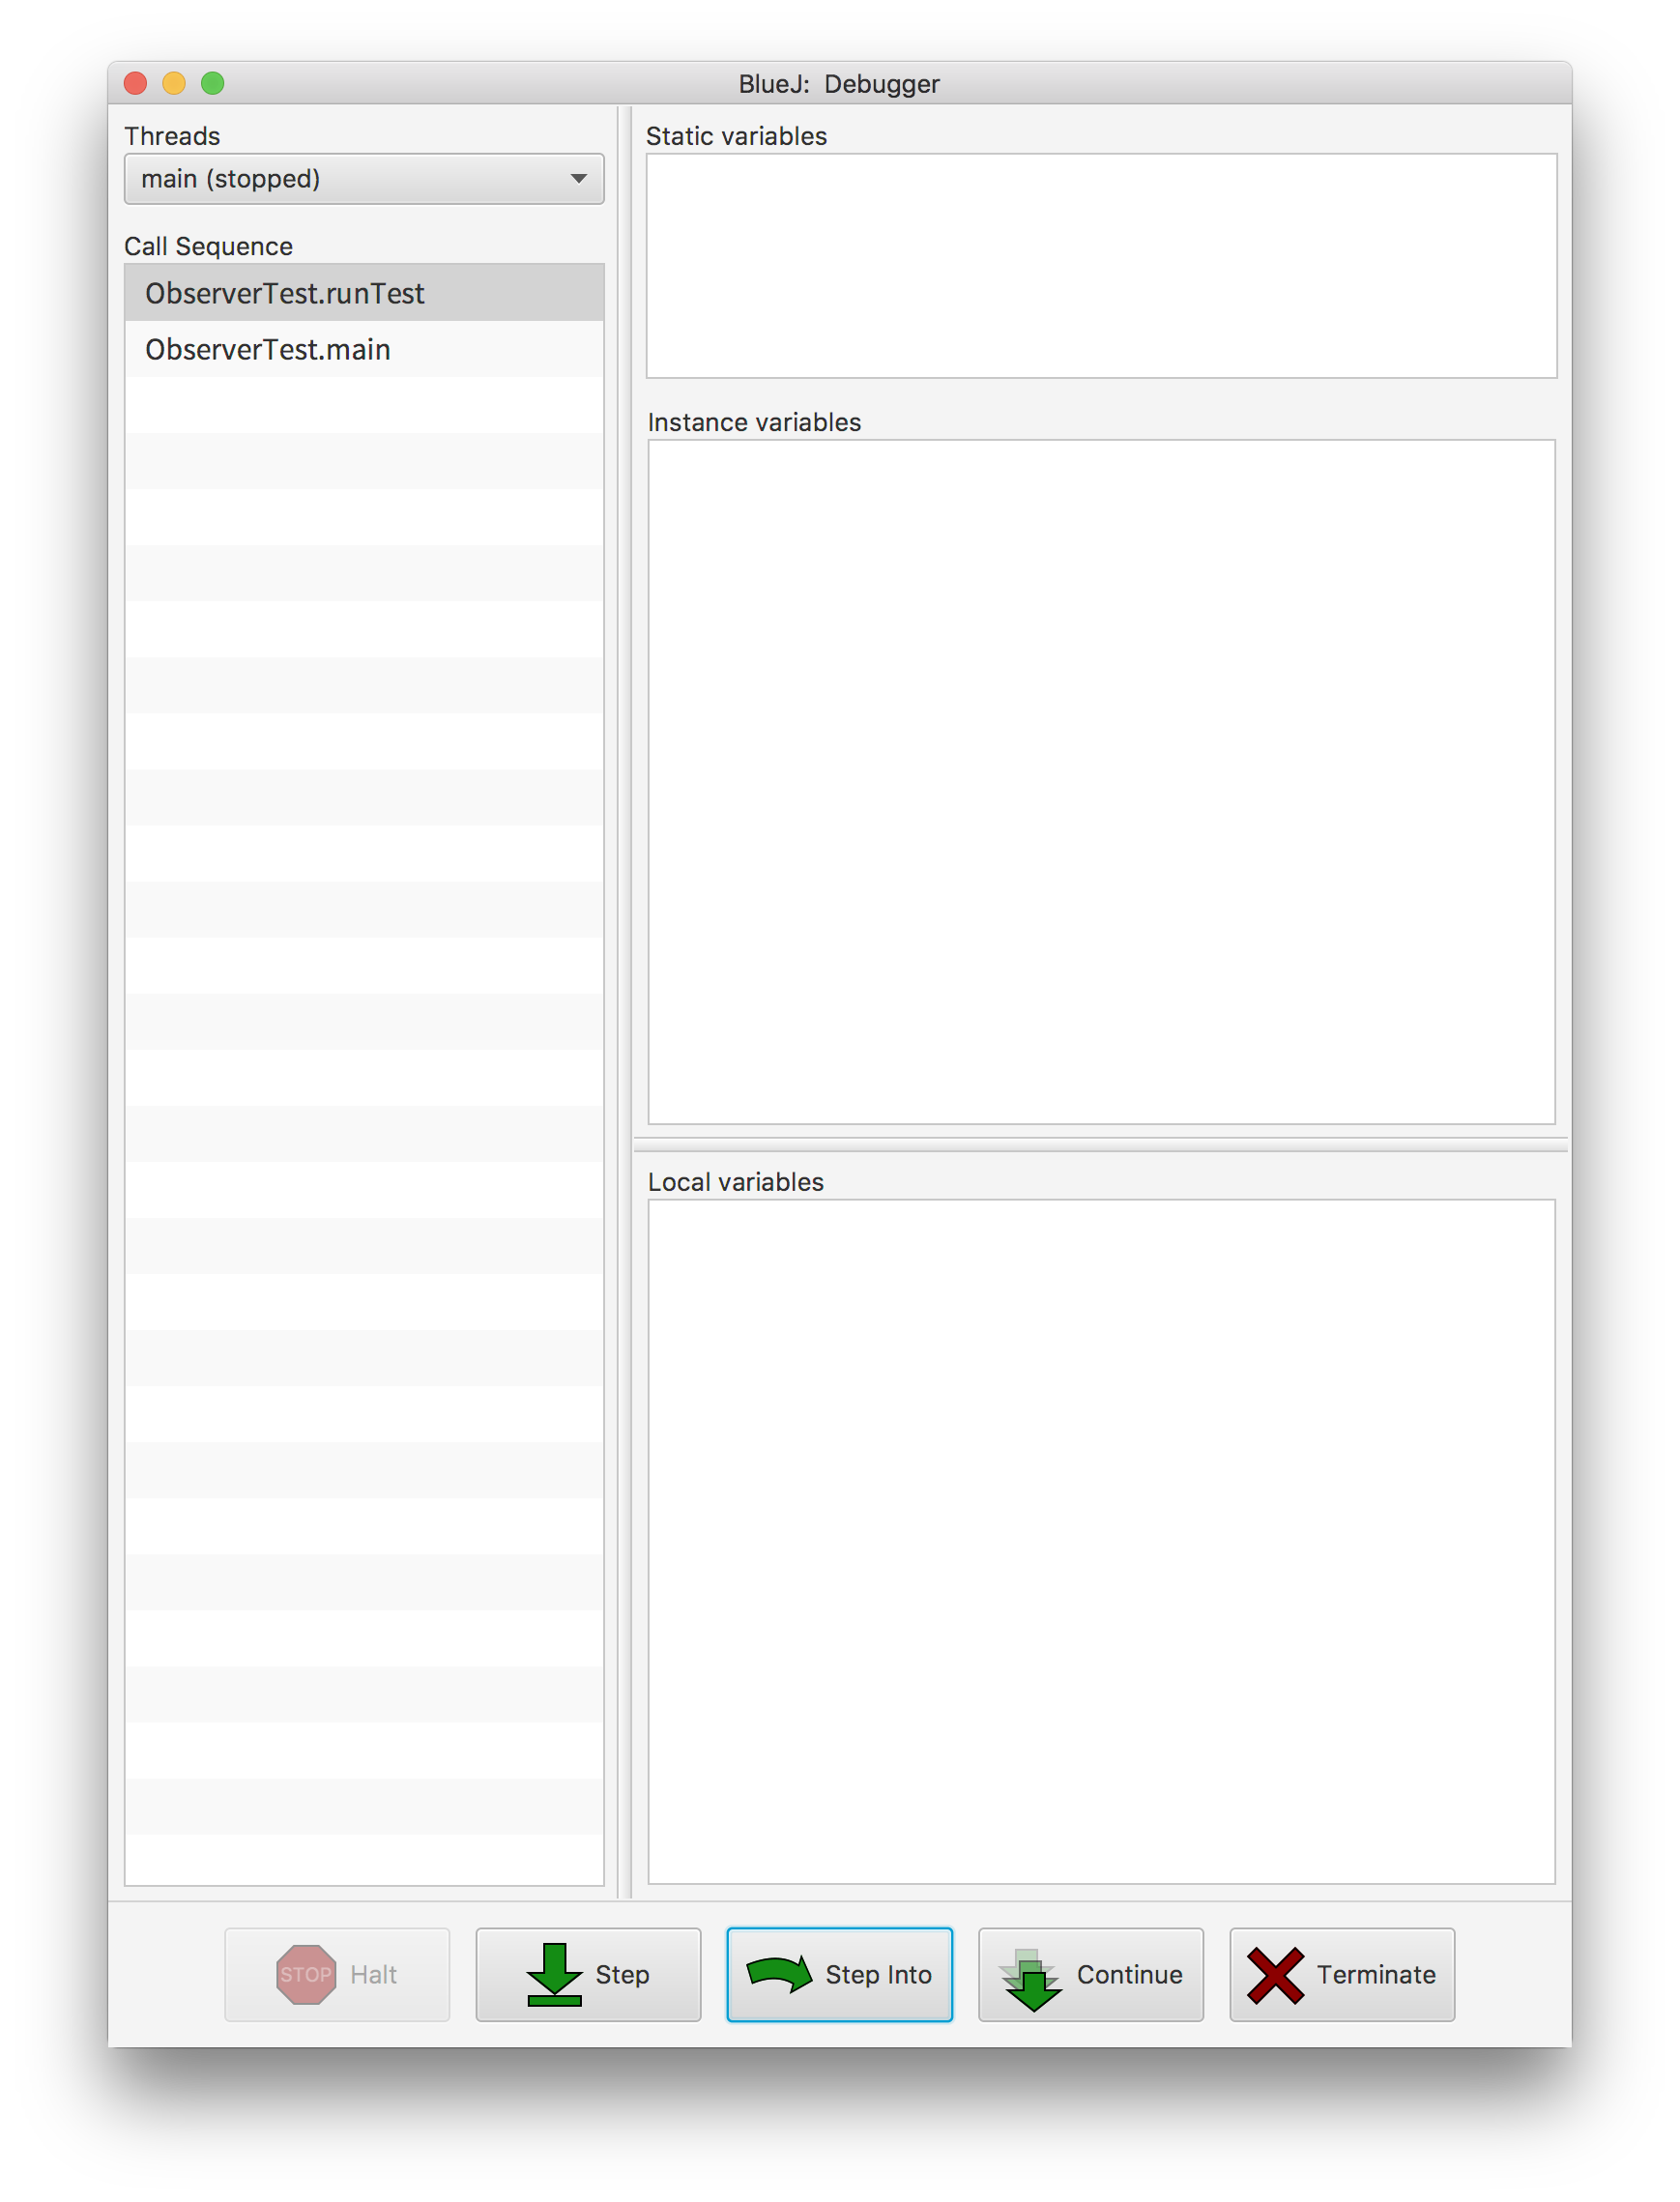 BlueJ:  Debugger
Threads
main (stopped)
Call Sequence
ObserverTest.runTest
ObserverTest.main
Static variables
Instance variables
Local variables
STOP Halt
Step
Step Into
Continue
Terminate